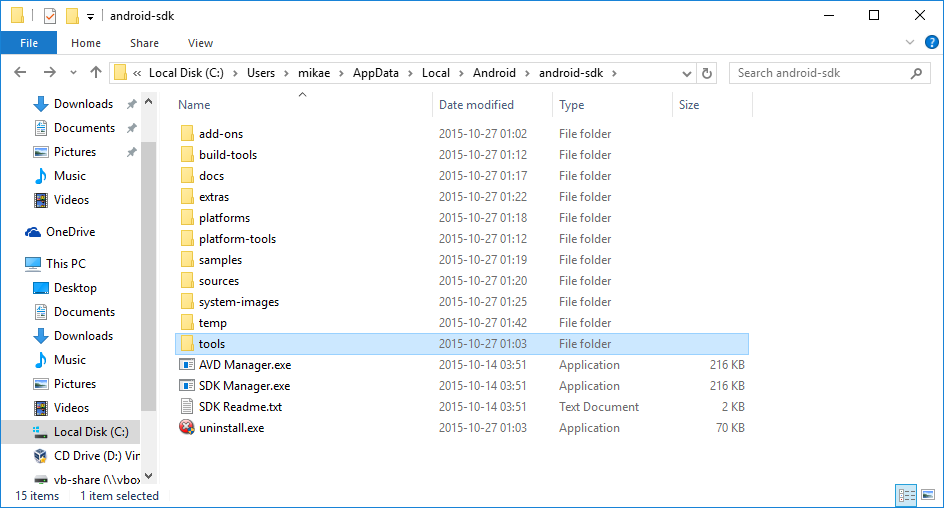 android-sdk
File Home Share View
« Local Disk (C:) Users mikae AppData Local Android android-sdk Search android-sdk
Name Date modified Type Size
Downloads
Documents
Pictures
Music
Videos
OneDrive
This PC
Desktop
Documents
Downloads
Music
Pictures
Videos
Local Disk (C:)
CD Drive (D:) Vir
vb-share (\\vbox
add-ons 2015-10-27 01:02 File folder
build-tools 2015-10-27 01:12 File folder
docs 2015-10-27 01:17 File folder
extras 2015-10-27 01:22 File folder
platforms 2015-10-27 01:18 File folder
platform-tools 2015-10-27 01:12 File folder
samples 2015-10-27 01:19 File folder
sources 2015-10-27 01:20 File folder
system-images 2015-10-27 01:25 File folder
temp 2015-10-27 01:42 File folder
tools 2015-10-27 01:03 File folder
AVD Manager.exe 2015-10-14 03:51 Application 216 KB
SDK Manager.exe 2015-10-14 03:51 Application 216 KB
SDK Readme.txt 2015-10-14 03:51 Text Document 2 KB
uninstall.exe 2015-10-27 01:03 Application 70 KB
15 items 1 item selected